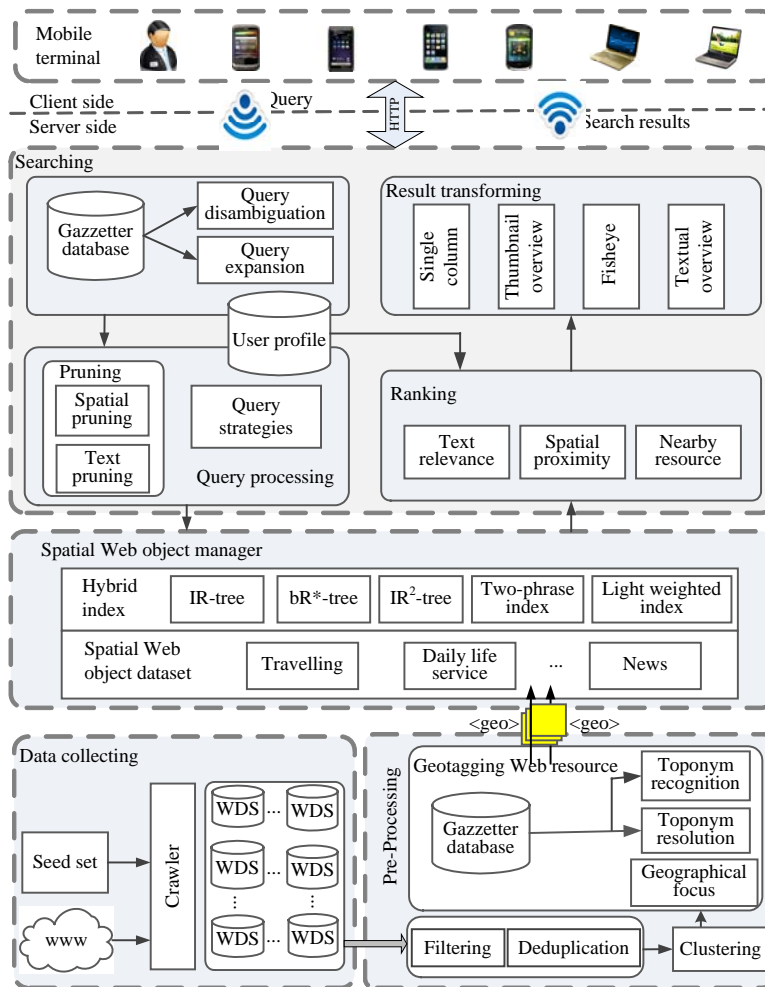 Mobile
terminal
Client side
Query
HTTP
Server side
Search results
Searching
Gazzetter
database
Query
disambiguation
Query
expansion
User profile
Result transforming
Single
column
Thumbnail
overview
Fisheye
Textual
overview
Pruning
Spatial
pruning
Text
pruning
Query
strategies
Query processing
Ranking
Text
relevance
Spatial
proximity
Nearby
resource
Spatial Web object manager
Hybrid
index
IR-tree
bR*-tree
IR²-tree
Two-phrase
index
Light weighted
index
Spatial Web
object dataset
Travelling
Daily life
service
...
News
<geo>
<geo>
Data collecting
Seed set
www
Crawler
WDS ... WDS
WDS ... WDS
... ...
WDS ... WDS
Pre-Processing
Geotagging Web resource
Gazzetter
database
Toponym
recognition
Toponym
resolution
Geographical
focus
Filtering
Deduplication
Clustering